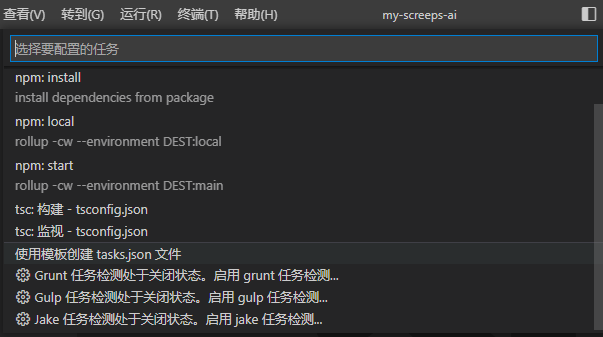 查看(V) 转到(G) 运行(R) 终端(T) 帮助(H) my-screeps-ai
选择要配置的任务
npm: install
install dependencies from package
npm: local
rollup -cw --environment DEST:local
npm: start
rollup -cw --environment DEST:main
tsc: 构建 - tsconfig.json
tsc: 监视 - tsconfig.json
使用模板创建 tasks.json 文件
Grunt 任务检测处于关闭状态。启用 grunt 任务检测...
Gulp 任务检测处于关闭状态。启用 gulp 任务检测...
Jake 任务检测处于关闭状态。启用 jake 任务检测...